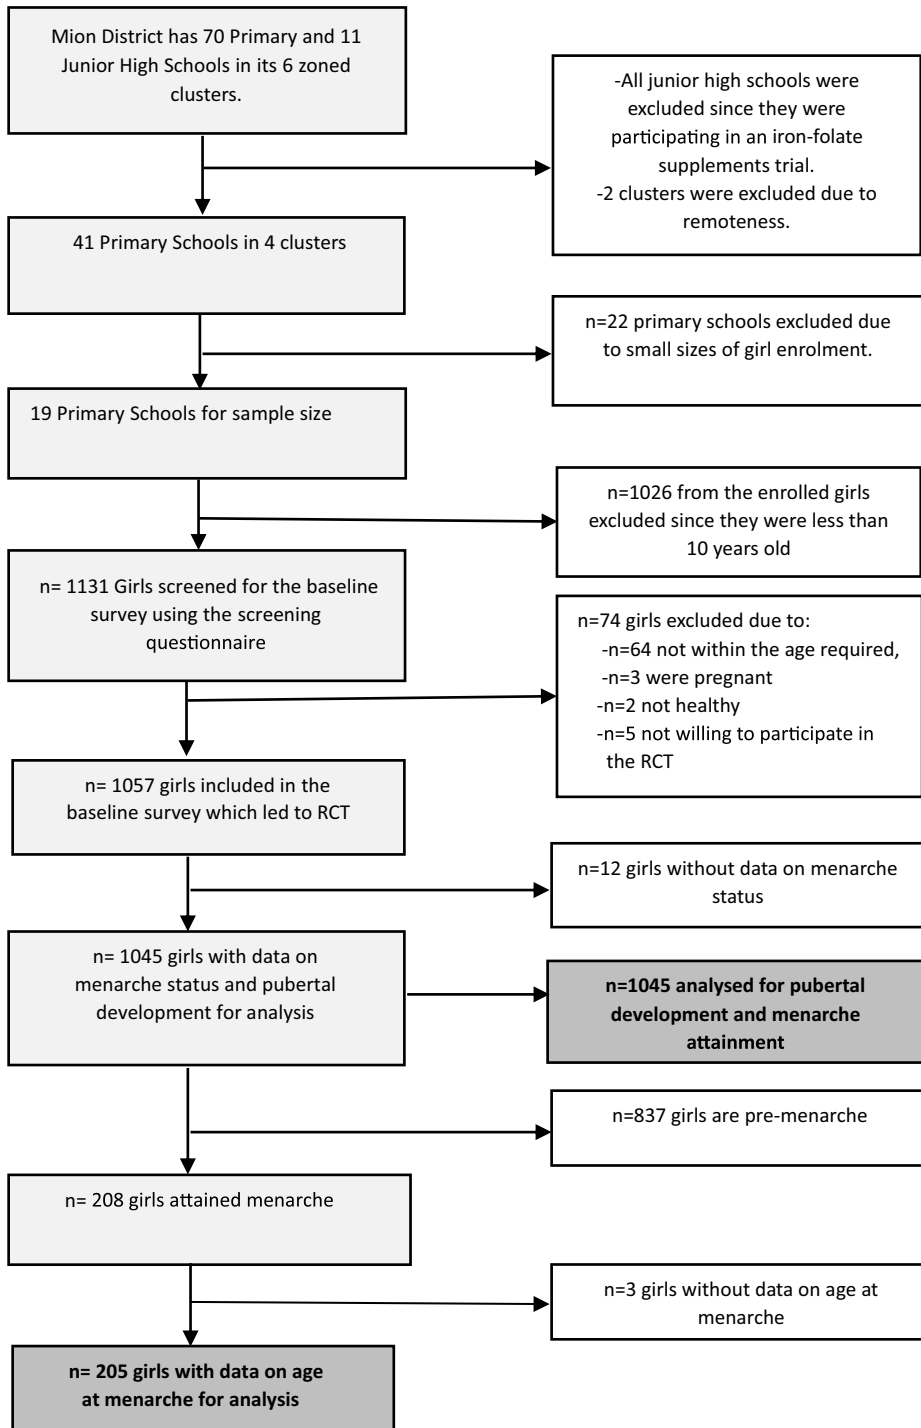 Mion District has 70 Primary and 11
Junior High Schools in its 6 zoned
clusters.
-All junior high schools were
excluded since they were
participating in an iron-folate
supplements trial.
-2 clusters were excluded due to
remoteness.
41 Primary Schools in 4 clusters
n=22 primary schools excluded due
to small sizes of girl enrolment.
19 Primary Schools for sample size
n=1026 from the enrolled girls
excluded since they were less than
10 years old
n= 1131 Girls screened for the baseline
survey using the screening
questionnaire
n=74 girls excluded due to:
-n=64 not within the age required,
-n=3 were pregnant
-n=2 not healthy
-n=5 not willing to participate in
the RCT
n= 1057 girls included in the
baseline survey which led to RCT
n=12 girls without data on menarche
status
n= 1045 girls with data on
menarche status and pubertal
development for analysis
n=1045 analysed for pubertal
development and menarche
attainment
n=837 girls are pre-menarche
n= 208 girls attained menarche
n=3 girls without data on age at
menarche
n= 205 girls with data on age
at menarche for analysis